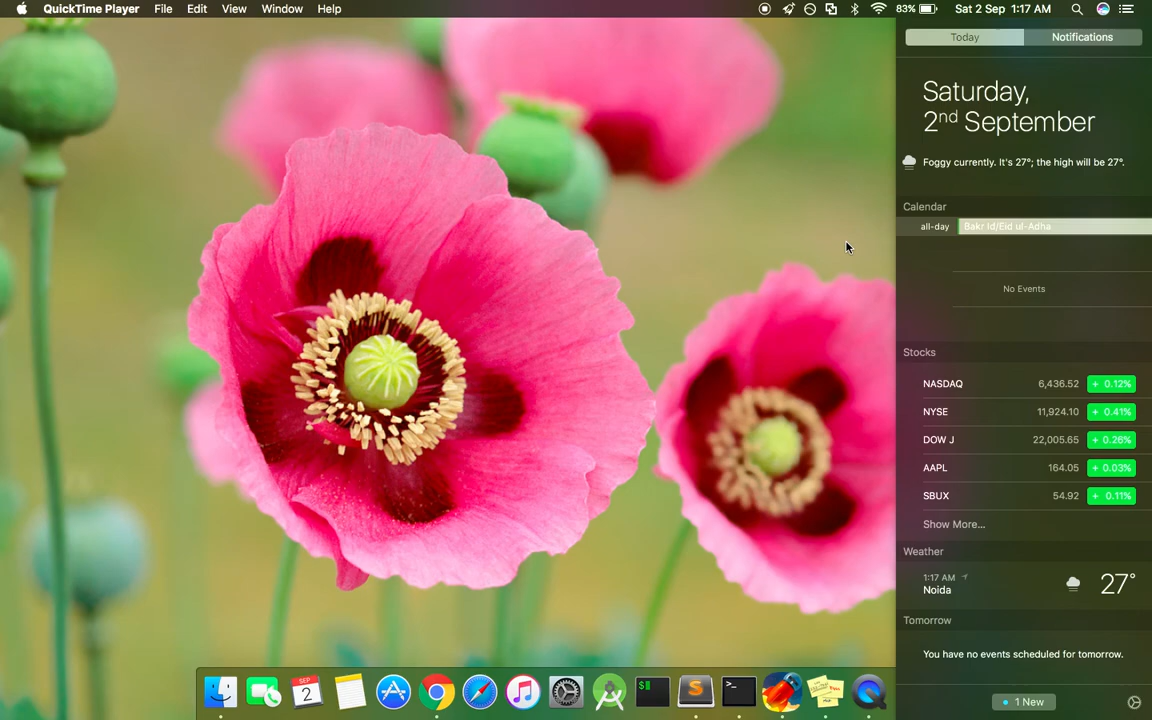 QuickTime Player File Edit View Window Help 83% Sat 2 Sep 1:17 AM
Today Notifications
Saturday,
2nd September
Foggy currently. It's 27°; the high will be 27°.
Calendar
all-day Bakr Id/Eid ul-Adha
No Events
Stocks
NASDAQ 6,436.52 + 0.12%
NYSE 11,924.10 + 0.41%
DOW J 22,005.65 + 0.26%
AAPL 164.05 + 0.03%
SBUX 54.92 + 0.11%
Show More...
Weather
1:17 AM
Noida 27°
Tomorrow
You have no events scheduled for tomorrow.
SEP
2
1 New